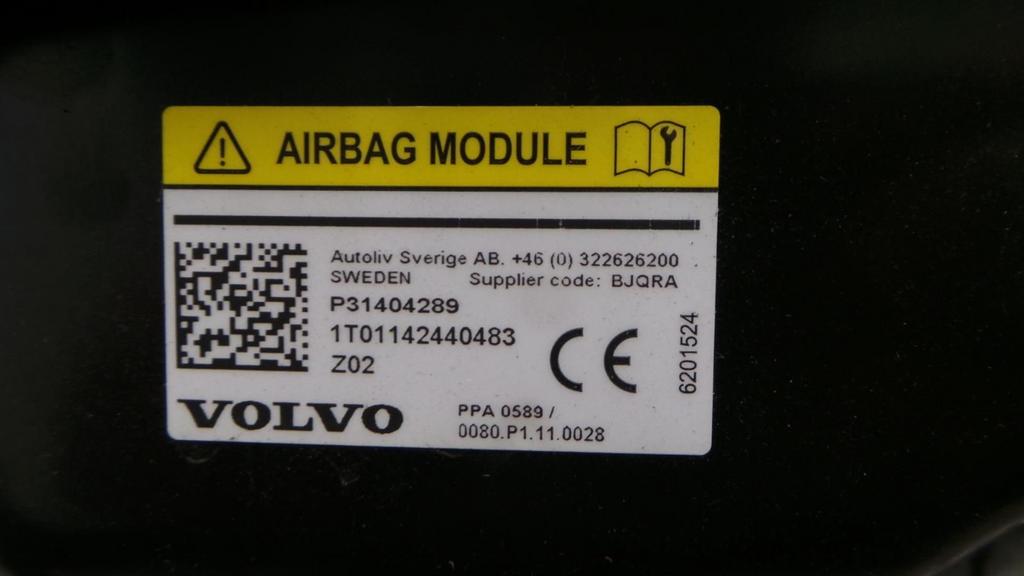 AIRBAG MODULE
Autoliv Sverige AB. +46 (0) 322626200
SWEDEN Supplier code: BJQRA
P31404289
1T01142440483
Z02
CE
6201524
VOLVO
PPA 0589 /
0080.P1.11.0028